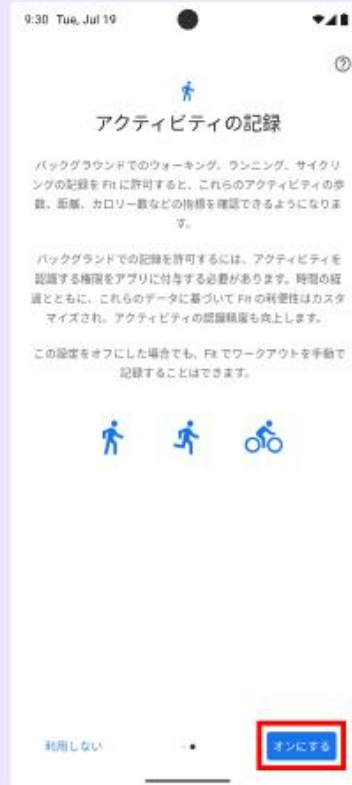 9:30 Tue, Jul 19
アクティビティの記録
バックグラウンドでのウォーキング、ランニング、サイクリ
ングの記録を Fit に許可すると、これらのアクティビティの歩
数、距離、カロリー数などの指標を確認できるようになりま
す。
バックグランドでの記録を許可するには、アクティビティを
認識する権限をアプリに付与する必要があります。時間の経
過とともに、これらのデータに基づいて Fit の利便性はカスタ
マイズされ、アクティビティの認識精度も向上します。
この設定をオフにした場合でも、Fit でワークアウトを手動で
記録することはできます。
利用しない
オンにする